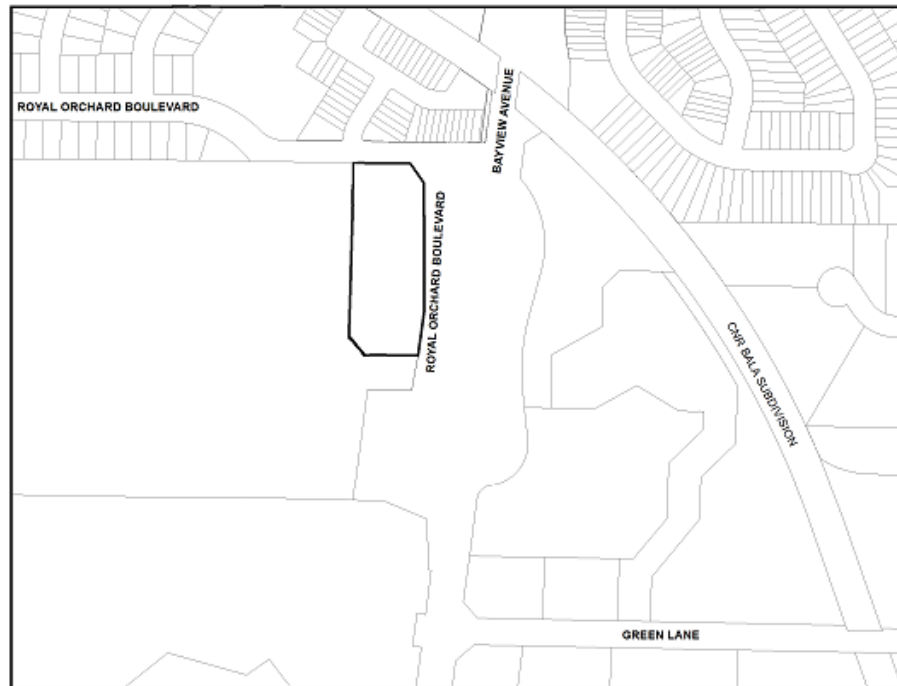 ROYAL ORCHARD BOULEVARD
BAYVIEW AVENUE
ROYAL ORCHARD BOULEVARD
CNR BALA SUBDIVISION
GREEN LANE